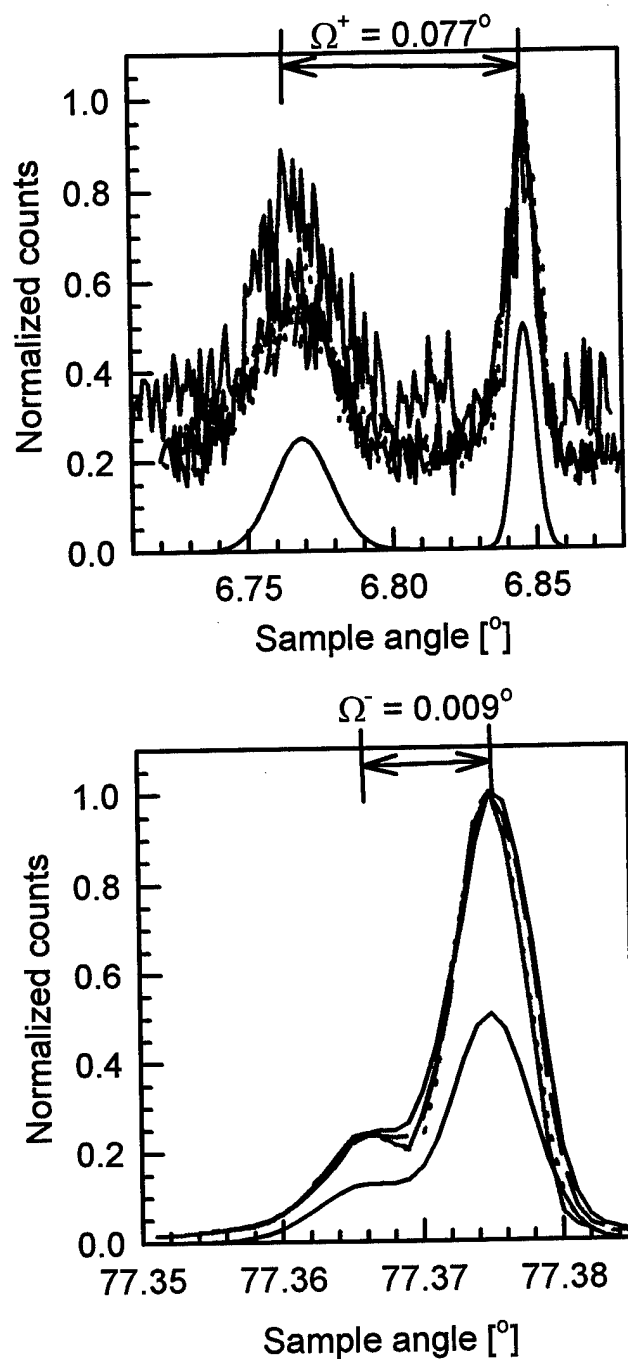 Ω⁺ = 0.077°
1.0
0.8
0.6
0.4
0.2
0.0
Normalized counts
6.75 6.80 6.85
Sample angle [°]
Ω⁻ = 0.009°
1.0
0.8
0.6
0.4
0.2
0.0
Normalized counts
77.35 77.36 77.37 77.38
Sample angle [°]